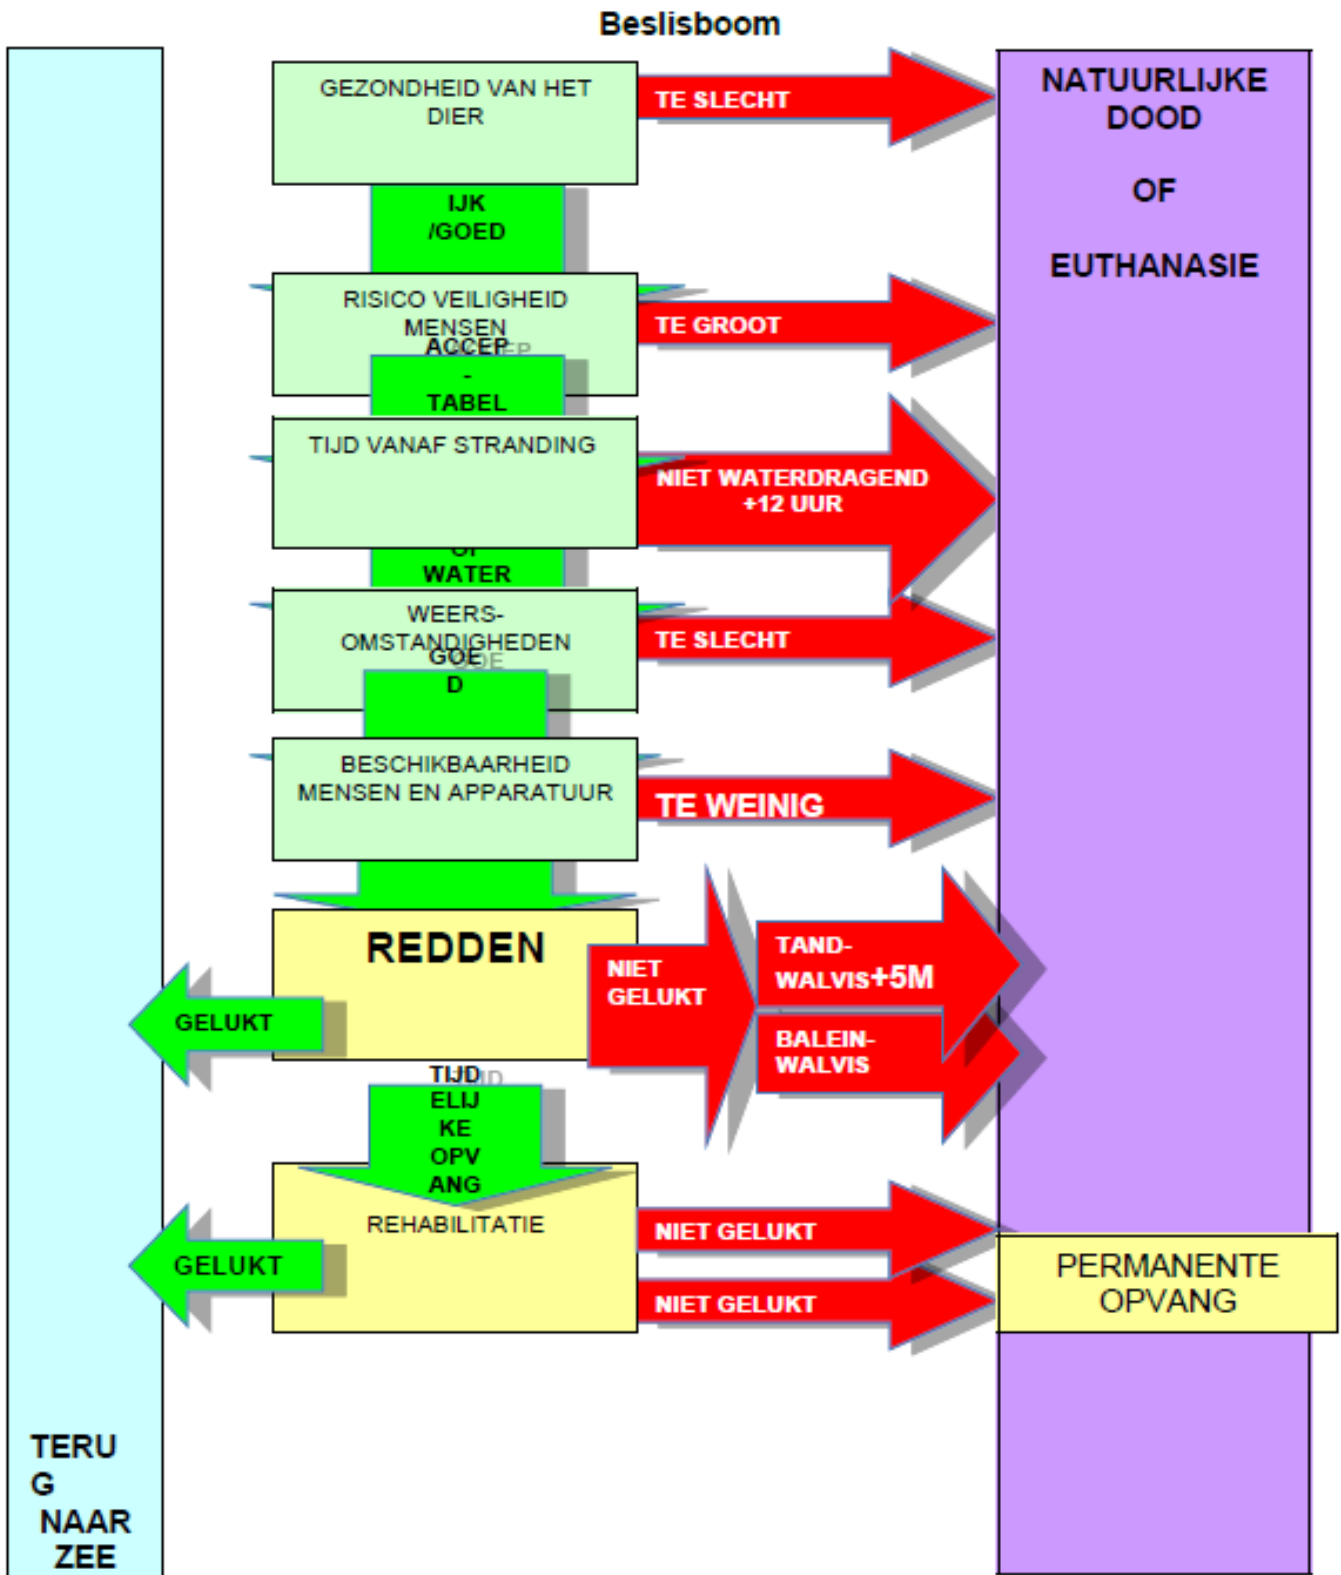 Beslisboom
GEZONDHEID VAN HET
DIER
TE SLECHT
NATUURLIJKE
DOOD
OF
EUTHANASIE
IJK
/GOED
RISICO VEILIGHEID
MENSEN
TE GROOT
ACCEP
-
TABEL
TIJD VANAF STRANDING
NIET WATERDRAGEND
+12 UUR
OF
WATER
WEERS-
OMSTANDIGHEDEN
TE SLECHT
GOE
D
BESCHIKBAARHEID
MENSEN EN APPARATUUR
TE WEINIG
REDDEN
NIET
GELUKT
TAND-
WALVIS+5M
BALEIN-
WALVIS
GELUKT
TIJD
ELIJ
KE
OPV
ANG
REHABILITATIE
NIET GELUKT
GELUKT
NIET GELUKT
PERMANENTE
OPVANG
TERU
G
NAAR
ZEE